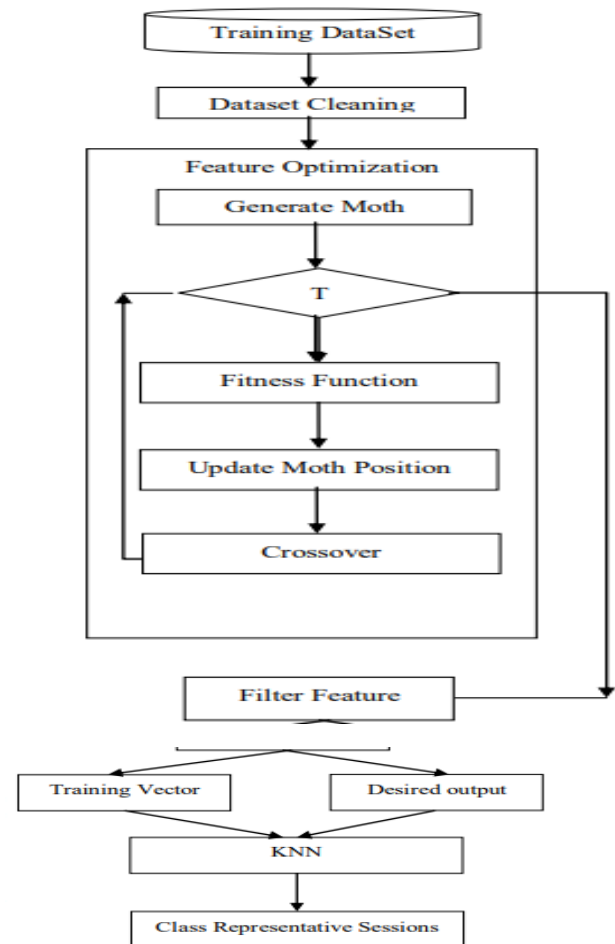 Training DataSet
Dataset Cleaning
Feature Optimization
Generate Moth
T
Fitness Function
Update Moth Position
Crossover
Filter Feature
Training Vector
Desired output
KNN
Class Representative Sessions